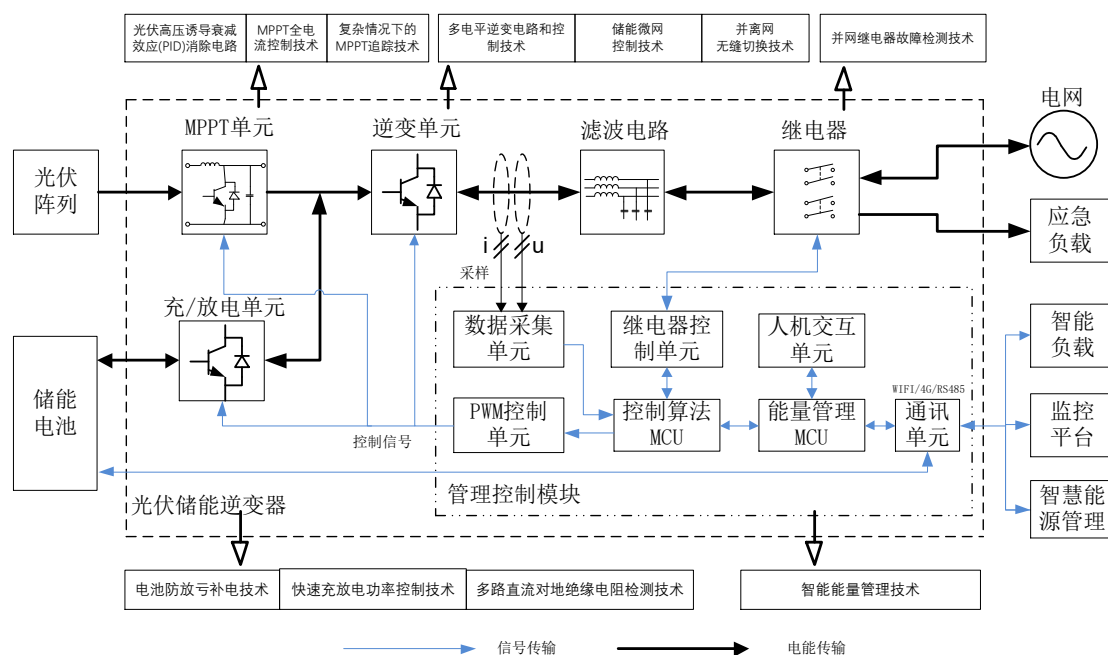 光伏高压诱导衰减
效应(PID)消除电路
MPPT全电
流控制技术
复杂情况下的
MPPT追踪技术
多电平逆变电路和控
制技术
储能微网
控制技术
并离网
无缝切换技术
并网继电器故障检测技术
电网
MPPT单元
逆变单元
滤波电路
继电器
光伏
阵列
应急
负载
i
u
采样
充/放电单元
数据采集
单元
继电器控
制单元
人机交互
单元
智能
负载
储能
电池
WIFI/4G/RS485
PWM控制
单元
控制算法
MCU
能量管理
MCU
通讯
单元
监控
平台
控制信号
管理控制模块
光伏储能逆变器
智慧能
源管理
电池防放亏补电技术
快速充放电功率控制技术
多路直流对地绝缘电阻检测技术
智能能量管理技术
信号传输
电能传输